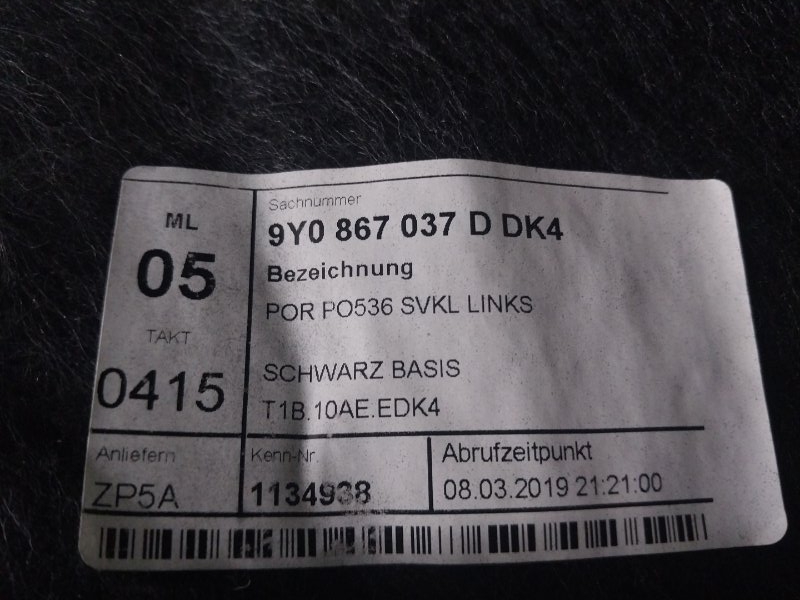 ML
05
TAKT
0415
Sachnummer
9Y0 867 037 D DK4
Bezeichnung
POR PO536 SVKL LINKS
SCHWARZ BASIS
T1B.10AE.EDK4
Anliefern
ZP5A
Kenn-Nr.
1134938
Abrufzeitpunkt
08.03.2019 21:21:00